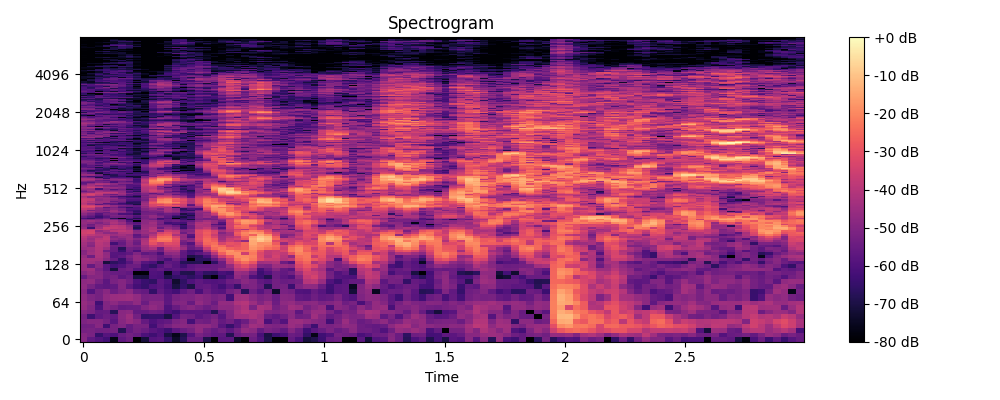 Spectrogram
Hz
4096
2048
1024
512
256
128
64
0
0
0.5
1
1.5
2
2.5
Time
+0 dB
-10 dB
-20 dB
-30 dB
-40 dB
-50 dB
-60 dB
-70 dB
-80 dB